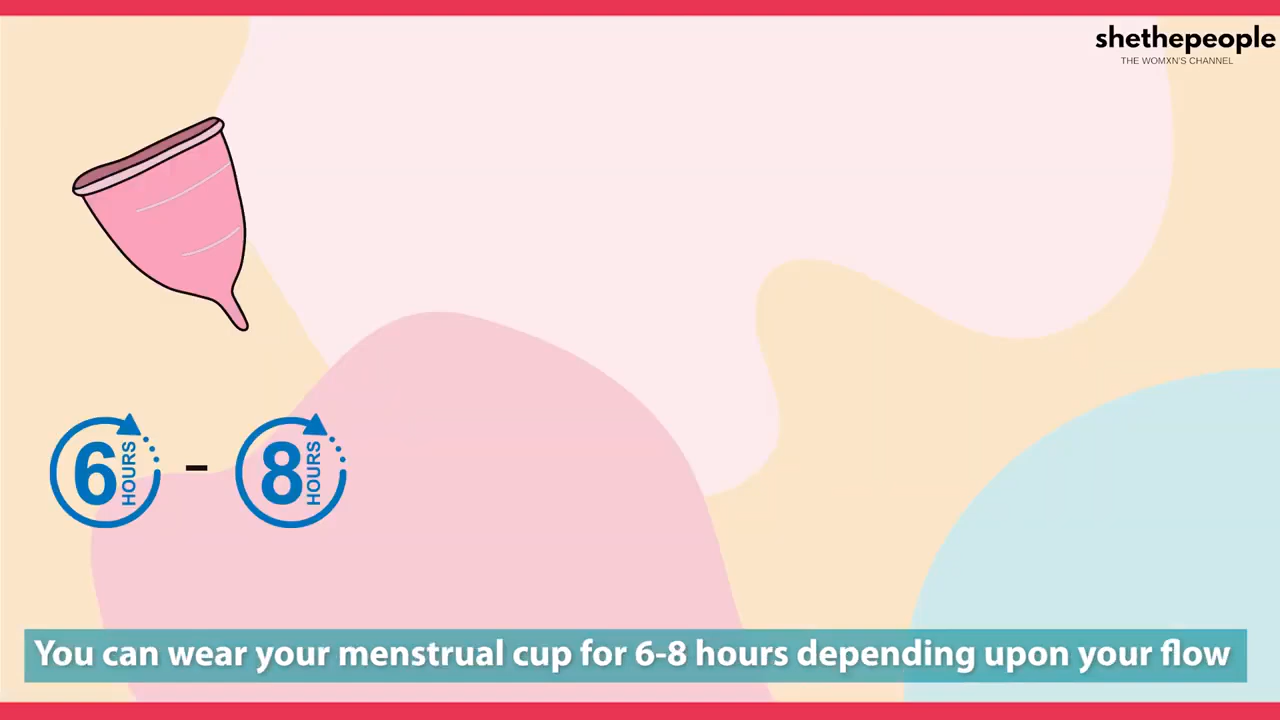 shethepeople
THE WOMXN'S CHANNEL
6 HOURS - 8 HOURS
You can wear your menstrual cup for 6-8 hours depending upon your flow